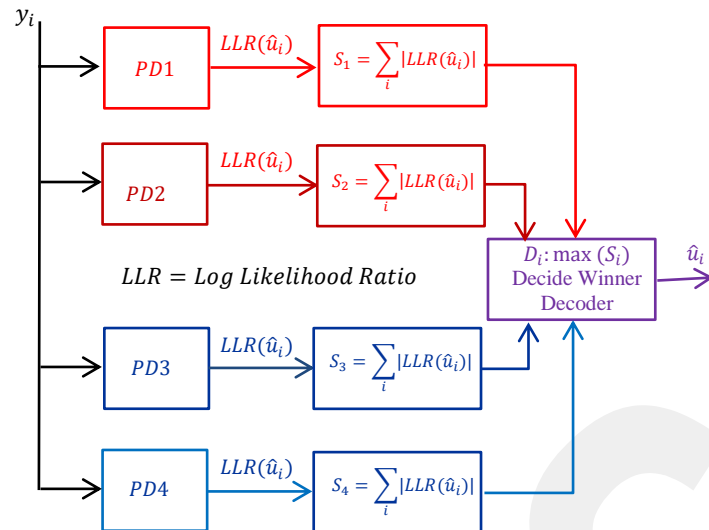 y_i
PD1
LLR(û_i)
S_1 = ∑_i |LLR(û_i)|
PD2
LLR(û_i)
S_2 = ∑_i |LLR(û_i)|
LLR = Log Likelihood Ratio
D_i: max (S_i)
Decide Winner
Decoder
û_i
PD3
LLR(û_i)
S_3 = ∑_i |LLR(û_i)|
PD4
LLR(û_i)
S_4 = ∑_i |LLR(û_i)|